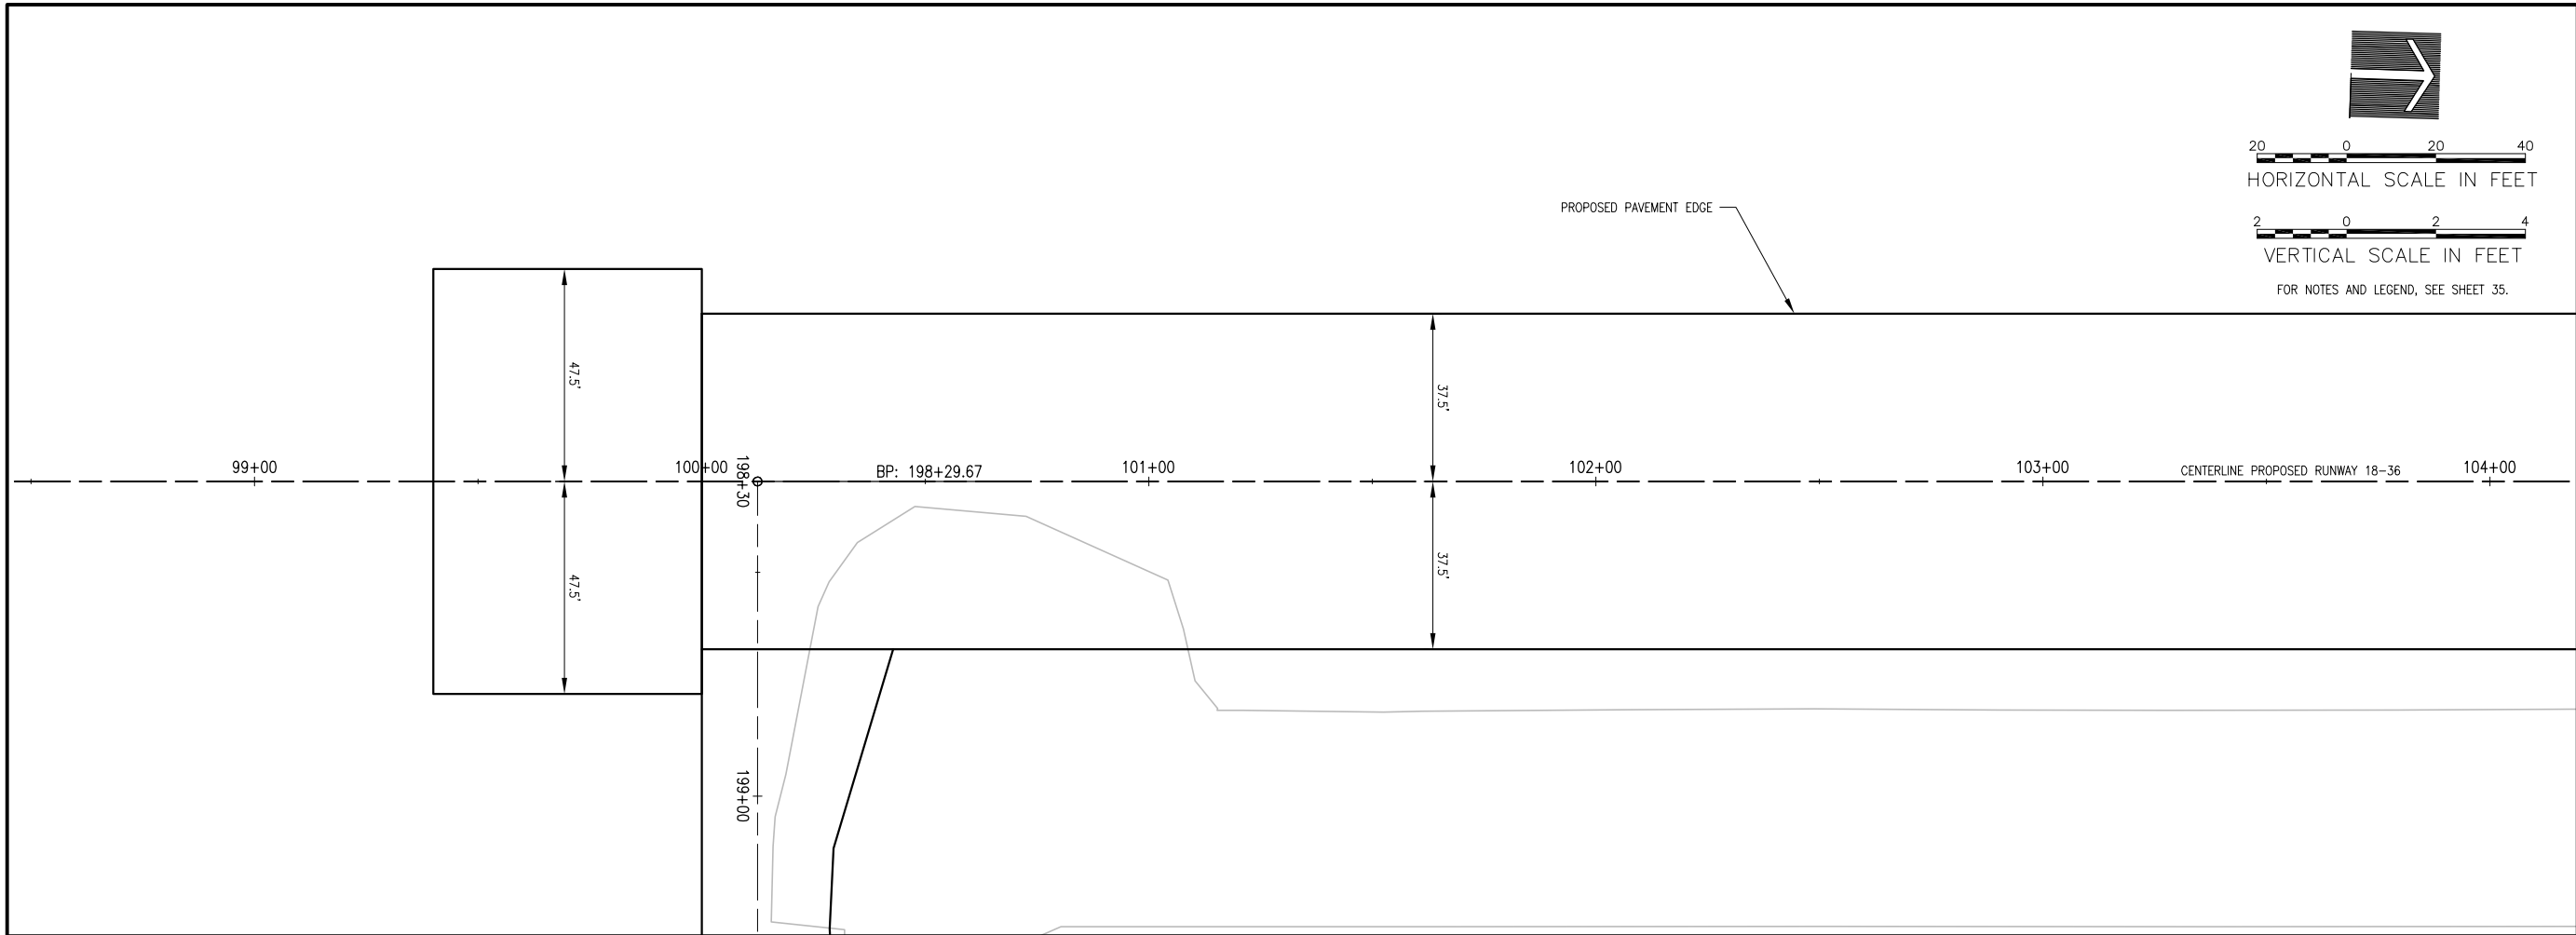 20 0 20 40
HORIZONTAL SCALE IN FEET
PROPOSED PAVEMENT EDGE
2 0 2 4
VERTICAL SCALE IN FEET
FOR NOTES AND LEGEND, SEE SHEET 35.
47.5'
37.5'
99+00
100+00
198+30
BP: 198+29.67
101+00
102+00
103+00
CENTERLINE PROPOSED RUNWAY 18-36
104+00
47.5'
37.5'
199+00